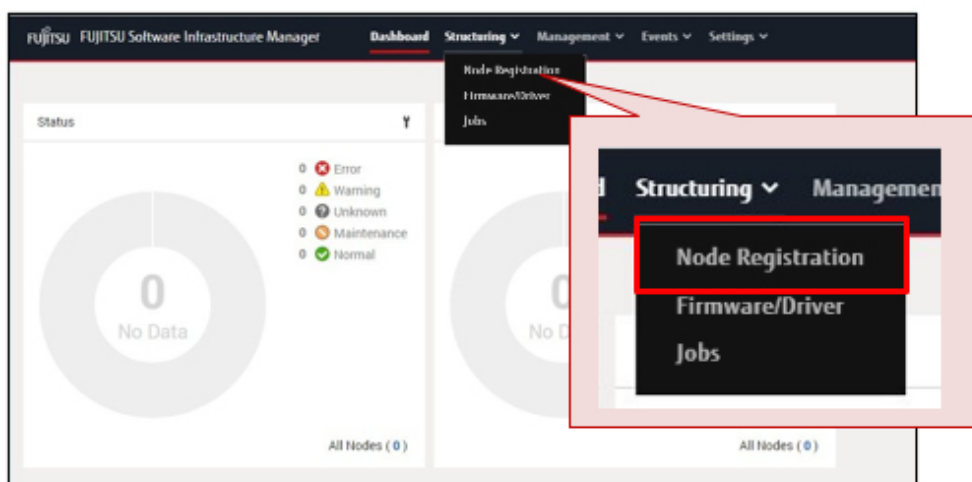 FUJITSU FUJITSU Software Infrastructure Manager Dashboard Structuring Management Events Settings
Node Registration
Firmware/Driver
Jobs
Status
0 Error
0 Warning
0 Unknown
0 Maintenance
0 Normal
0
No Data
All Nodes ( 0 )
0
No D
All Nodes ( 0 )
d Structuring Managemen
Node Registration
Firmware/Driver
Jobs